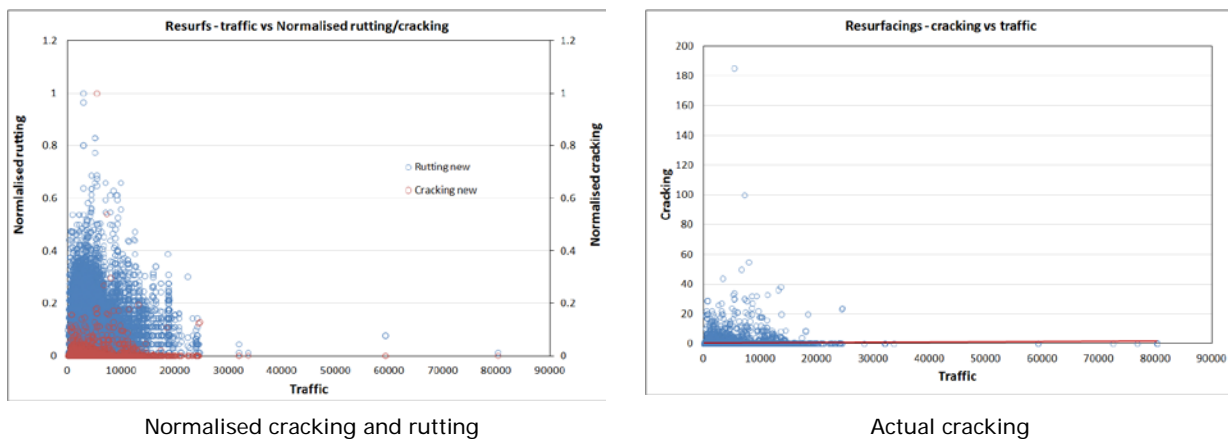 Resurfs - traffic vs Normalised rutting/cracking
1.2
1
0.8
0.6
0.4
0.2
0
Normlalised rutting
1.2
1
0.8
0.6
0.4
0.2
0
Normalised cracking
Rutting new
Cracking new
0 10000 20000 30000 40000 50000 60000 70000 80000 90000
Traffic
Normalised cracking and rutting
Resurfacings - cracking vs traffic
200
180
160
140
120
100
80
60
40
20
0
Cracking
0 10000 20000 30000 40000 50000 60000 70000 80000 90000
Traffic
Actual cracking